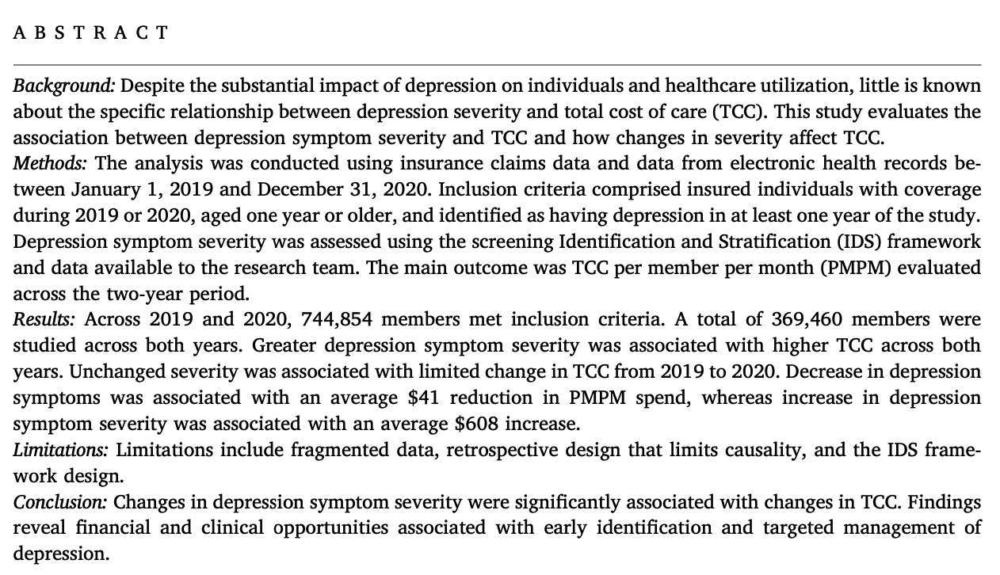 A B S T R A C T
Background: Despite the substantial impact of depression on individuals and healthcare utilization, little is known
about the specific relationship between depression severity and total cost of care (TCC). This study evaluates the
association between depression symptom severity and TCC and how changes in severity affect TCC.
Methods: The analysis was conducted using insurance claims data and data from electronic health records be-
tween January 1, 2019 and December 31, 2020. Inclusion criteria comprised insured individuals with coverage
during 2019 or 2020, aged one year or older, and identified as having depression in at least one year of the study.
Depression symptom severity was assessed using the screening Identification and Stratification (IDS) framework
and data available to the research team. The main outcome was TCC per member per month (PMPM) evaluated
across the two-year period.
Results: Across 2019 and 2020, 744,854 members met inclusion criteria. A total of 369,460 members were
studied across both years. Greater depression symptom severity was associated with higher TCC across both
years. Unchanged severity was associated with limited change in TCC from 2019 to 2020. Decrease in depression
symptoms was associated with an average $41 reduction in PMPM spend, whereas increase in depression
symptom severity was associated with an average $608 increase.
Limitations: Limitations include fragmented data, retrospective design that limits causality, and the IDS frame-
work design.
Conclusion: Changes in depression symptom severity were significantly associated with changes in TCC. Findings
reveal financial and clinical opportunities associated with early identification and targeted management of
depression.